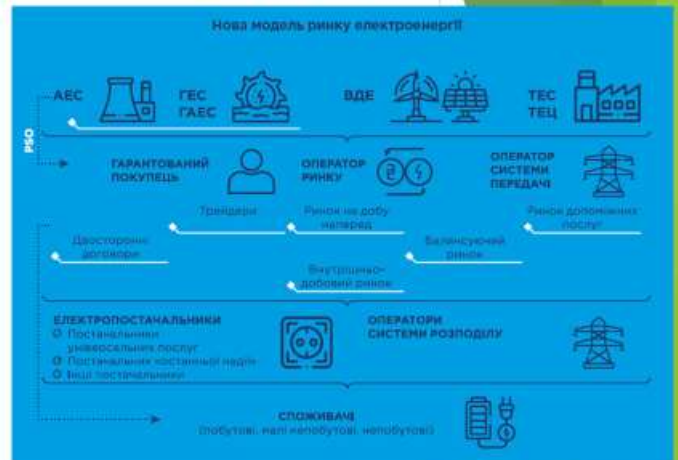 Нова модель ринку електроенергії
АЕС
ГЕС
ГАЕС
ВДЕ
ТЕС
ТЕЦ
PSO
ГАРАНТОВАНИЙ
ПОКУПЕЦЬ
ОПЕРАТОР
РИНКУ
₴
ОПЕРАТОР
СИСТЕМИ
ПЕРЕДАЧІ
Трейдери
Ринок на добу
наперед
Ринок допоміжних
послуг
Двосторонні
договори
Балансуючий
ринок
Внутрішньо-
добовий ринок
ЕЛЕКТРОПОСТАЧАЛЬНИКИ
Постачальники
універсальних послуг
Постачальник «останньої надії»
Інші постачальники
ОПЕРАТОРИ
СИСТЕМИ РОЗПОДІЛУ
СПОЖИВАЧІ
(побутові, малі непобутові, непобутові)